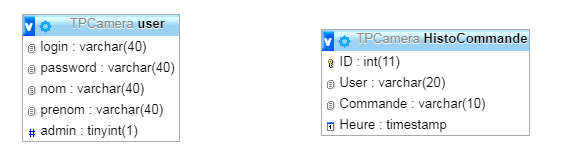 TPCamera user
login : varchar(40)
password : varchar(40)
nom : varchar(40)
prenom : varchar(40)
# admin : tinyint(1)
TPCamera HistoCommande
ID : int(11)
User : varchar(20)
Commande : varchar(10)
Heure : timestamp